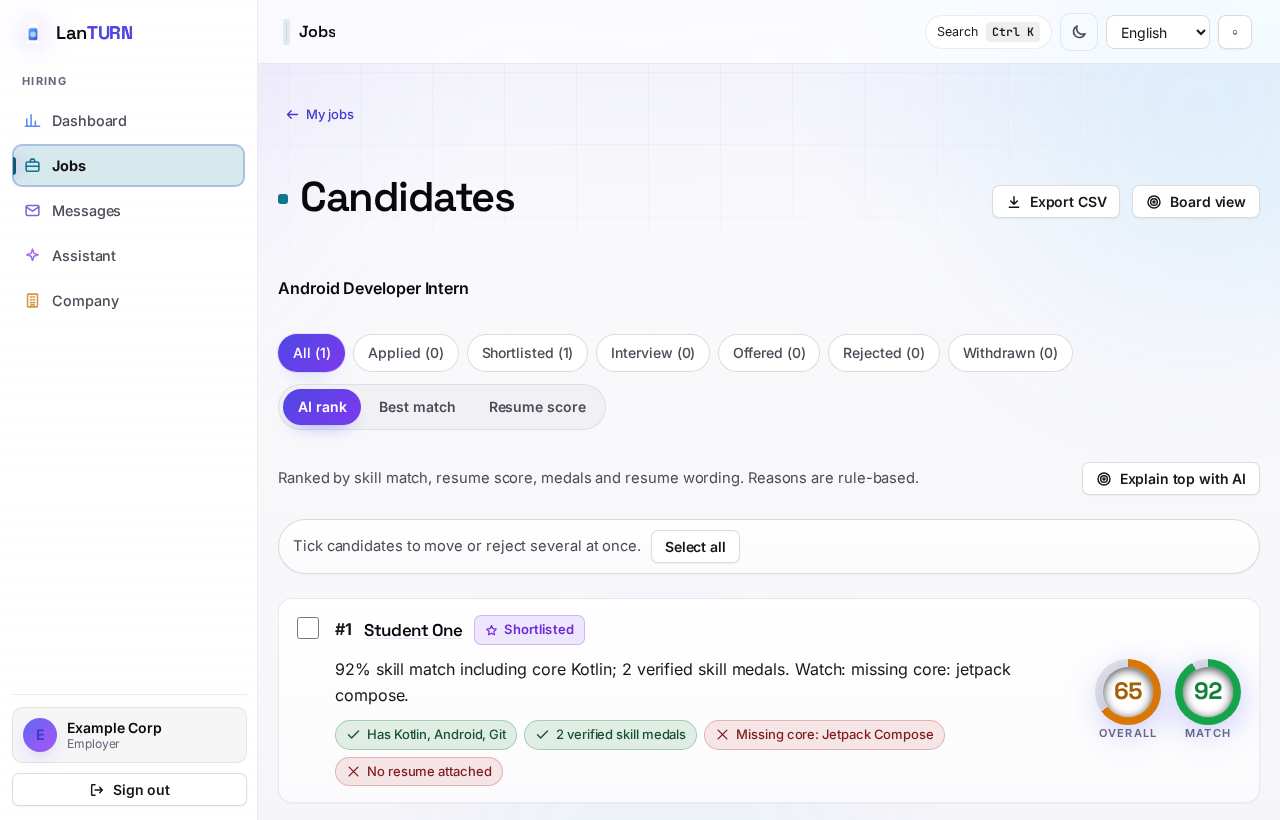 LanTURN
Jobs
Search Ctrl K
English
HIRING
Dashboard
Jobs
Messages
Assistant
Company
My jobs
Candidates
Export CSV
Board view
Android Developer Intern
All (1)
Applied (0)
Shortlisted (1)
Interview (0)
Offered (0)
Rejected (0)
Withdrawn (0)
AI rank
Best match
Resume score
Ranked by skill match, resume score, medals and resume wording. Reasons are rule-based.
Explain top with AI
Tick candidates to move or reject several at once.
Select all
#1 Student One
Shortlisted
92% skill match including core Kotlin; 2 verified skill medals. Watch: missing core: jetpack
compose.
Has Kotlin, Android, Git
2 verified skill medals
Missing core: Jetpack Compose
No resume attached
65
OVERALL
92
MATCH
E
Example Corp
Employer
Sign out